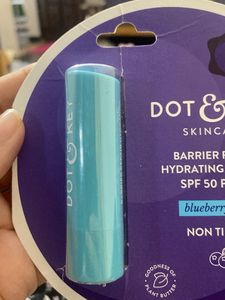 DOT & KEY
DOT &
SKINCA
BARRIER
HYDRATING
SPF 50
blueberry
NON TI
GOODNESS OF
PLANT BUTTER